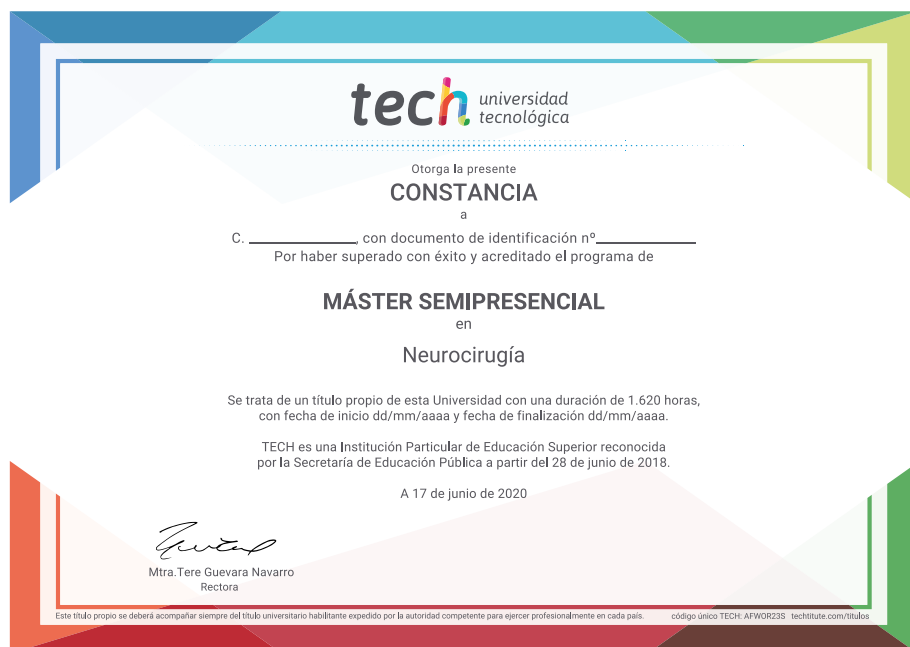 tech universidad
tecnológica
Otorga la presente
CONSTANCIA
a
C. ______________, con documento de identificación nº______________
Por haber superado con éxito y acreditado el programa de
MÁSTER SEMIPRESENCIAL
en
Neurocirugía
Se trata de un título propio de esta Universidad con una duración de 1.620 horas,
con fecha de inicio dd/mm/aaaa y fecha de finalización dd/mm/aaaa.
TECH es una Institución Particular de Educación Superior reconocida
por la Secretaría de Educación Pública a partir del 28 de junio de 2018.
A 17 de junio de 2020
Mtra.Tere Guevara Navarro
Rectora
Este título propio se deberá acompañar siempre del título universitario habilitante expedido por la autoridad competente para ejercer profesionalmente en cada país. código único TECH: AFWOR23S techtitute.com/titulos